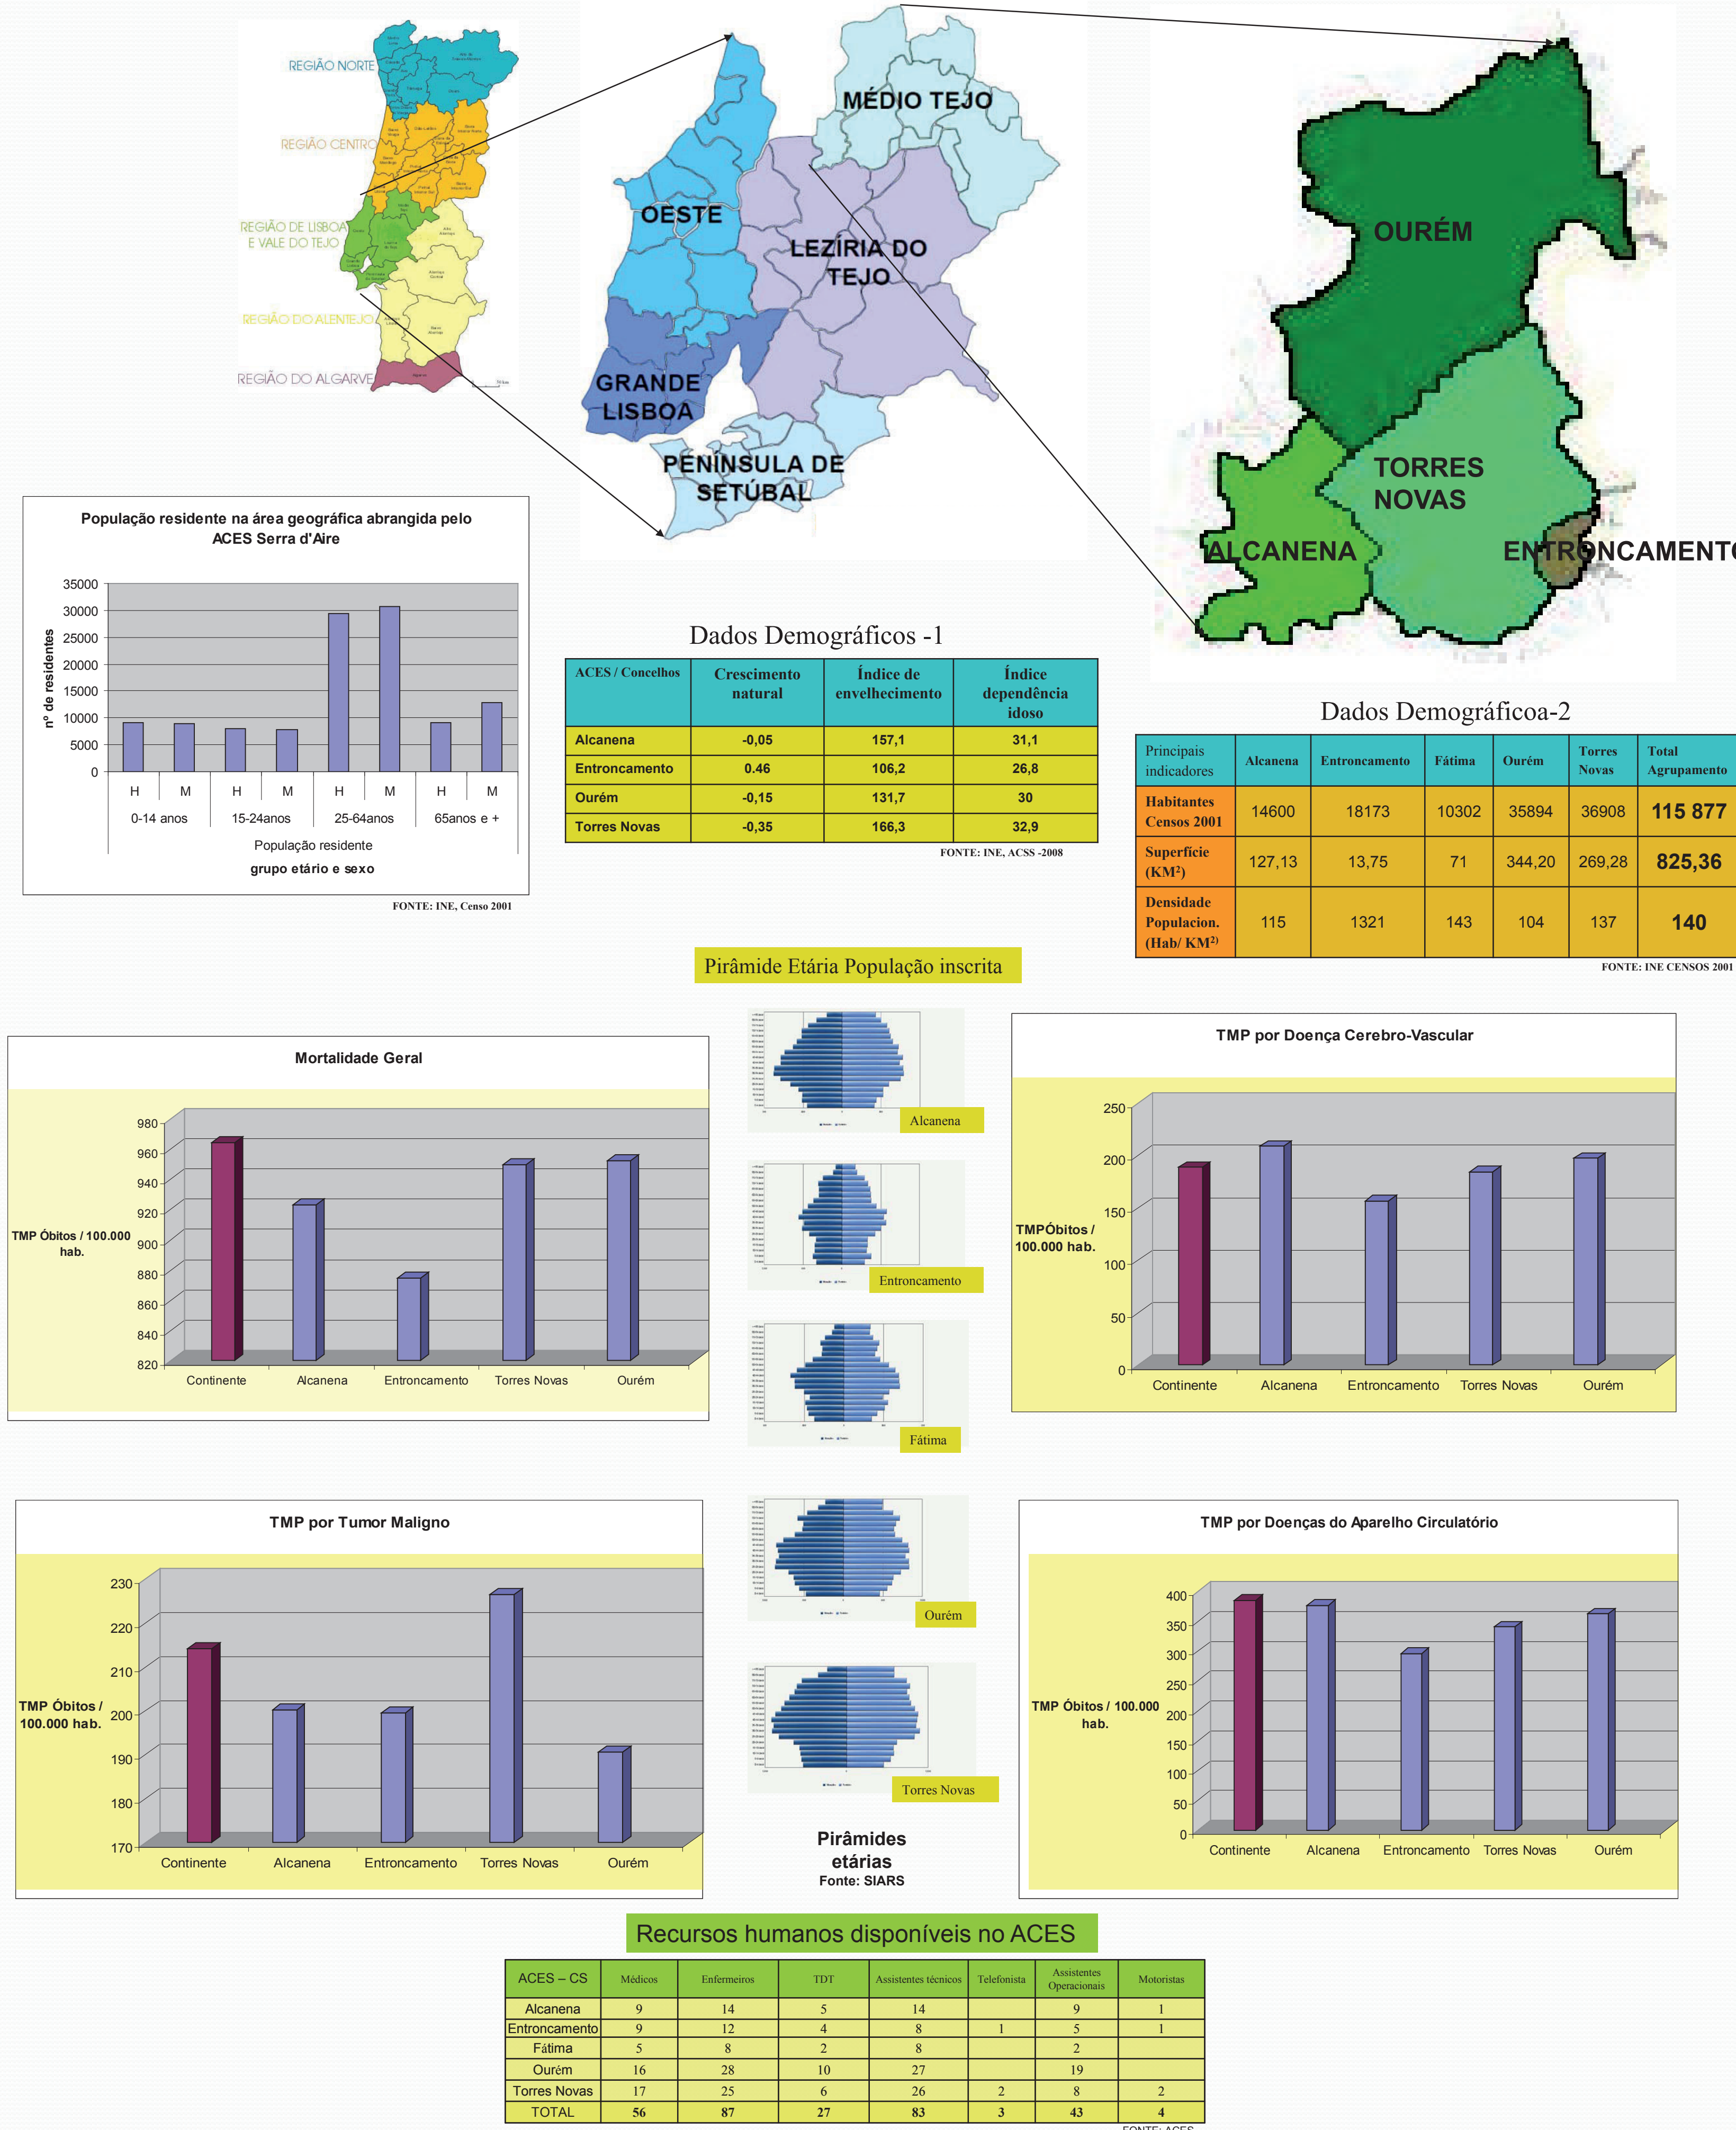 REGIÃO NORTE
REGIÃO CENTRO
REGIÃO DE LISBOA
E VALE DO TEJO
REGIÃO DO ALENTEJO
REGIÃO DO ALGARVE
MÉDIO TEJO
OESTE
LEZÍRIA DO
TEJO
GRANDE
LISBOA
PENÍNSULA DE
SETÚBAL
OURÉM
TORRES
NOVAS
ALCANENA
ENTRONCAMENTO
População residente na área geográfica abrangida pelo
ACES Serra d'Aire
nº de residentes
35000
30000
25000
20000
15000
10000
5000
0
H M H M H M H M
0-14 anos 15-24anos 25-64anos 65anos e +
População residente
grupo etário e sexo
FONTE: INE, Censo 2001
Dados Demográficos -1
ACES / Concelhos Crescimento natural Índice de envelhecimento Índice dependência idoso
Alcanena -0,05 157,1 31,1
Entroncamento 0.46 106,2 26,8
Ourém -0,15 131,7 30
Torres Novas -0,35 166,3 32,9
FONTE: INE, ACSS -2008
Dados Demográficoa-2
Principais indicadores Alcanena Entroncamento Fátima Ourém Torres Novas Total Agrupamento
Habitantes Censos 2001 14600 18173 10302 35894 36908 115 877
Superfície (KM²) 127,13 13,75 71 344,20 269,28 825,36
Densidade Populacion. (Hab/ KM²) 115 1321 143 104 137 140
FONTE: INE CENSOS 2001
Pirâmide Etária População inscrita
Mortalidade Geral
TMP Óbitos / 100.000
hab.
980
960
940
920
900
880
860
840
820
Continente Alcanena Entroncamento Torres Novas Ourém
Alcanena
Entroncamento
Fátima
Ourém
Torres Novas
Pirâmides
etárias
Fonte: SIARS
TMP por Doença Cerebro-Vascular
TMPÓbitos /
100.000 hab.
250
200
150
100
50
0
Continente Alcanena Entroncamento Torres Novas Ourém
TMP por Tumor Maligno
TMP Óbitos /
100.000 hab.
230
220
210
200
190
180
170
Continente Alcanena Entroncamento Torres Novas Ourém
TMP por Doenças do Aparelho Circulatório
TMP Óbitos / 100.000
hab.
400
350
300
250
200
150
100
50
0
Continente Alcanena Entroncamento Torres Novas Ourém
Recursos humanos disponíveis no ACES
ACES – CS Médicos Enfermeiros TDT Assistentes técnicos Telefonista Assistentes Operacionais Motoristas
Alcanena 9 14 5 14 9 1
Entroncamento 9 12 4 8 1 5 1
Fátima 5 8 2 8 2
Ourém 16 28 10 27 19
Torres Novas 17 25 6 26 2 8 2
TOTAL 56 87 27 83 3 43 4
FONTE: ACES